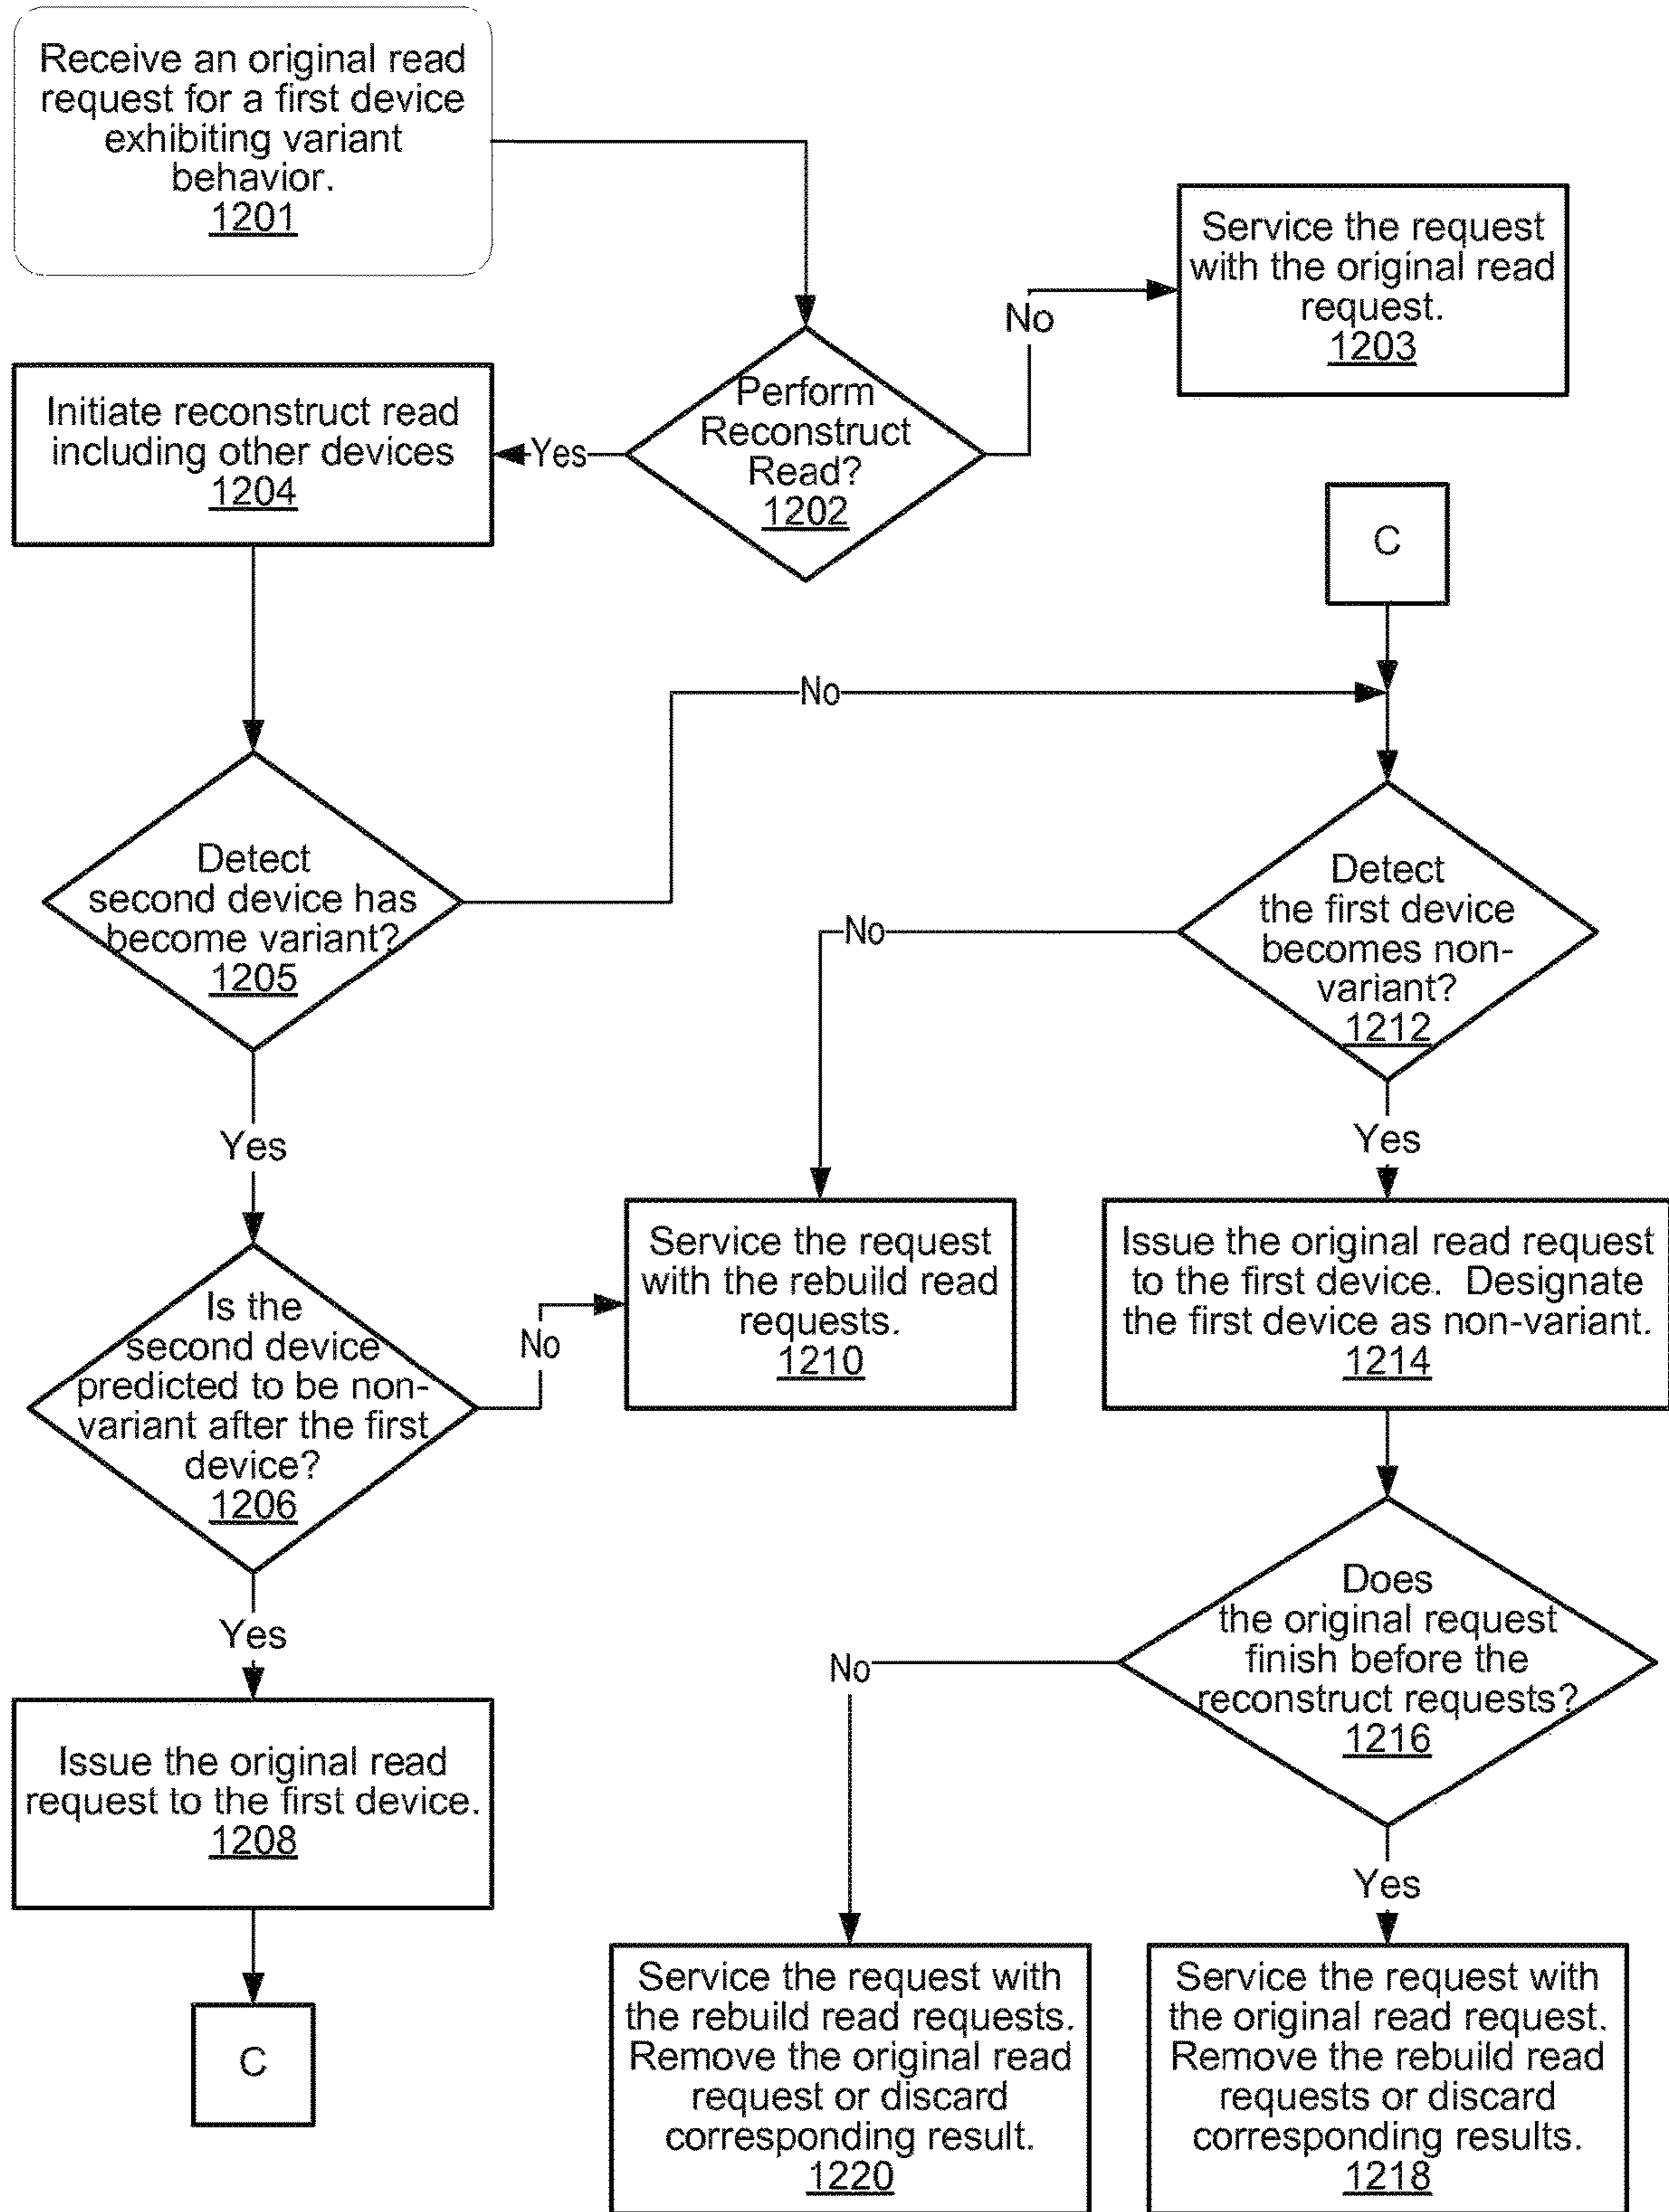 Receive an original read
request for a first device
exhibiting variant
behavior.
1201
Service the request
with the original read
request.
1203
No
Perform
Reconstruct
Read?
1202
Yes
Initiate reconstruct read
including other devices
1204
C
No
Detect
second device has
become variant?
1205
Detect
the first device
becomes non-
variant?
1212
No
Yes
Yes
Service the request
with the rebuild read
requests.
1210
Issue the original read request
to the first device. Designate
the first device as non-variant.
1214
Is the
second device
predicted to be non-
variant after the first
device?
1206
No
Yes
Does
the original request
finish before the
reconstruct requests?
1216
No
Yes
Issue the original read
request to the first device.
1208
C
Service the request with
the rebuild read requests.
Remove the original read
request or discard
corresponding result.
1220
Service the request with
the original read request.
Remove the rebuild read
requests or discard
corresponding results.
1218